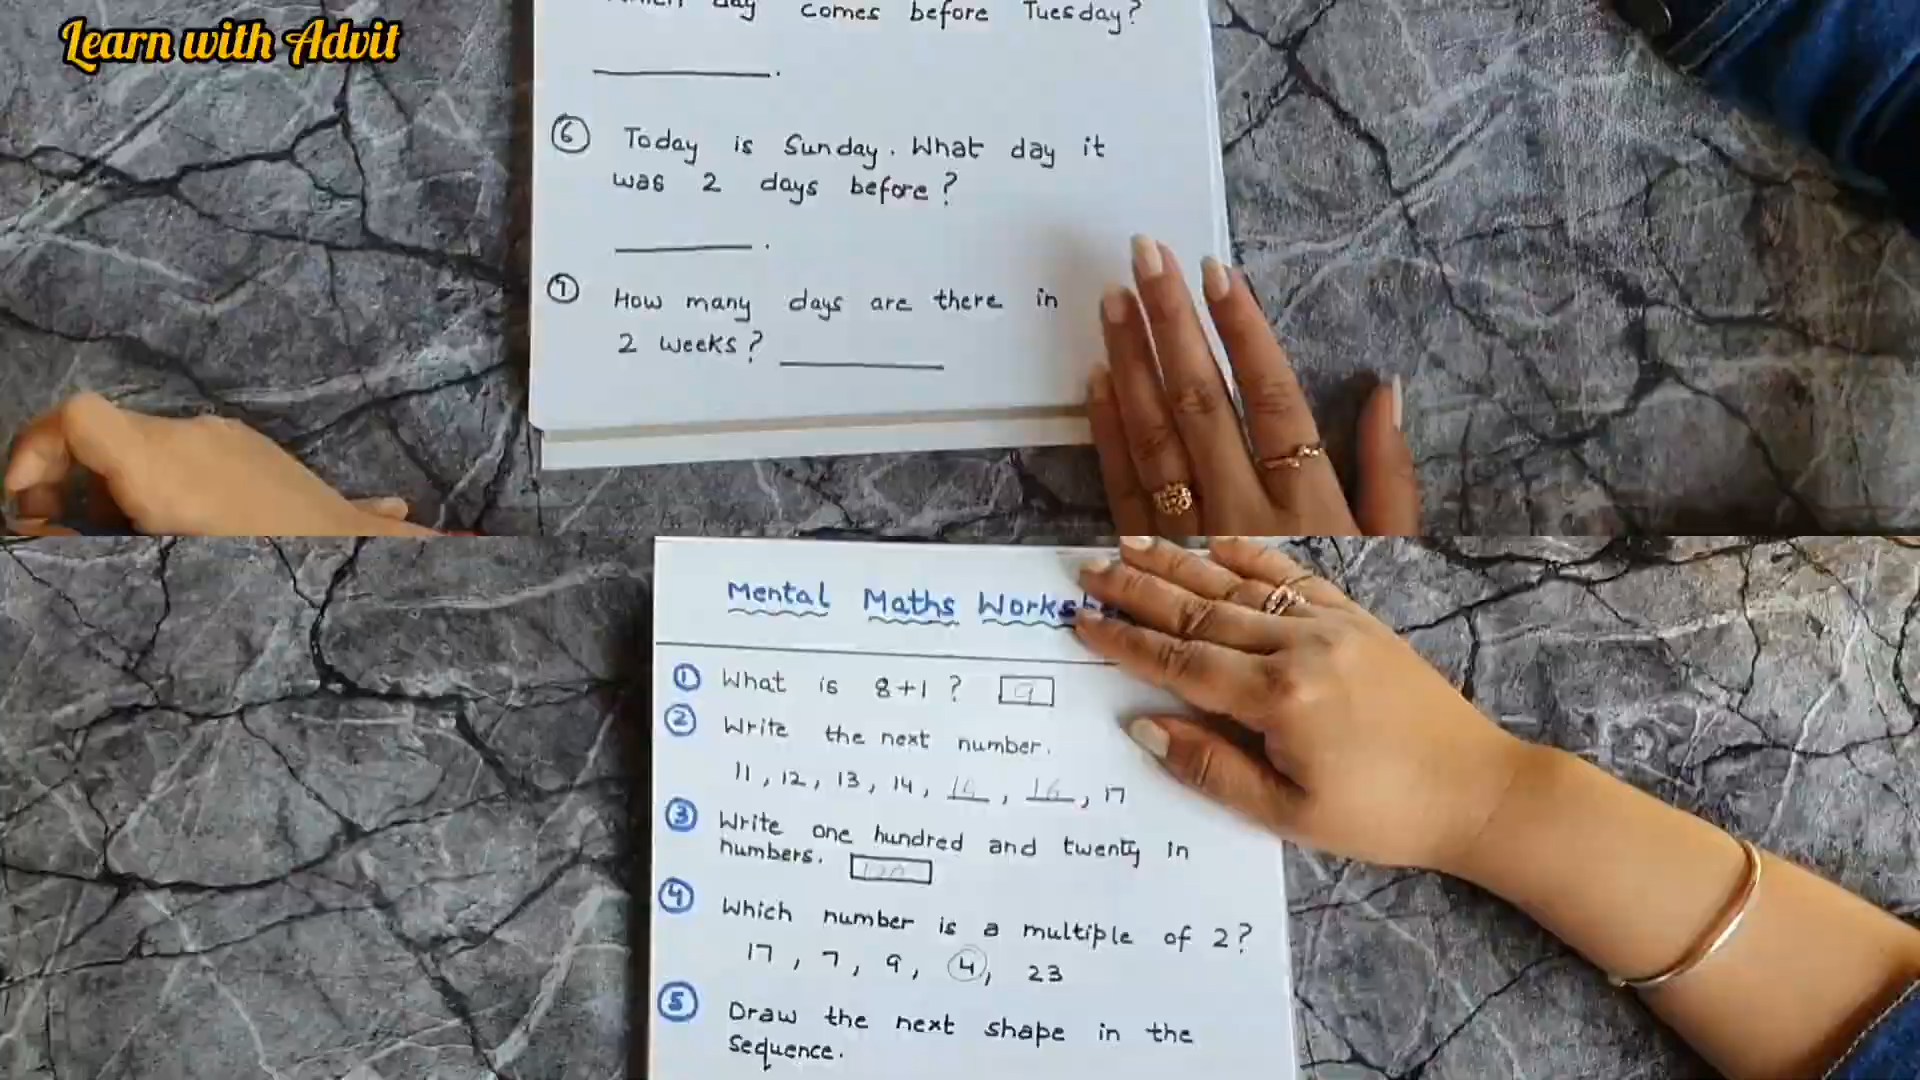 Learn with Advit
day comes before Tuesday?
6 Today is Sunday. What day it
was 2 days before?
7 How many days are there in
2 weeks?
Mental Maths
1 What is 8+1? 9
2 Write the next number.
11, 12, 13, 14, , 16, 17
3 Write one hundred and twenty in
numbers. 120
4 Which number is a multiple of 2?
17, 7, 9, 4, 23
5 Draw the next shape in the
sequence.